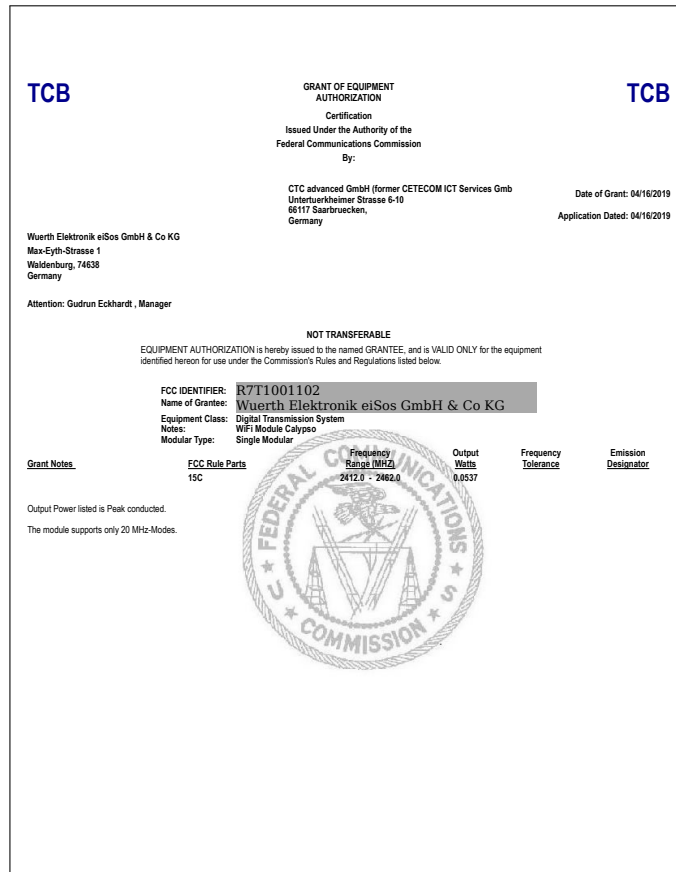 TCB
GRANT OF EQUIPMENT
AUTHORIZATION
TCB
Certification
Issued Under the Authority of the
Federal Communications Commission
By:
CTC advanced GmbH (former CETECOM ICT Services Gmb
Untertuerkheimer Strasse 6-10
66117 Saarbruecken,
Germany
Date of Grant: 04/16/2019
Application Dated: 04/16/2019
Wuerth Elektronik eiSos GmbH & Co KG
Max-Eyth-Strasse 1
Waldenburg, 74638
Germany
Attention: Gudrun Eckhardt , Manager
NOT TRANSFERABLE
EQUIPMENT AUTHORIZATION is hereby issued to the named GRANTEE, and is VALID ONLY for the equipment
identified hereon for use under the Commission's Rules and Regulations listed below.
FCC IDENTIFIER: R7T1001102
Name of Grantee: Wuerth Elektronik eiSos GmbH & Co KG
Equipment Class: Digital Transmission System
Notes: WiFi Module Calypso
Modular Type: Single Modular
Grant Notes FCC Rule Parts Frequency Range (MHZ) Output Watts Frequency Tolerance Emission Designator
15C 2412.0 - 2462.0 0.0537
Output Power listed is Peak conducted.
The module supports only 20 MHz-Modes.
FEDERAL COMMUNICATIONS
COMMISSION
U S